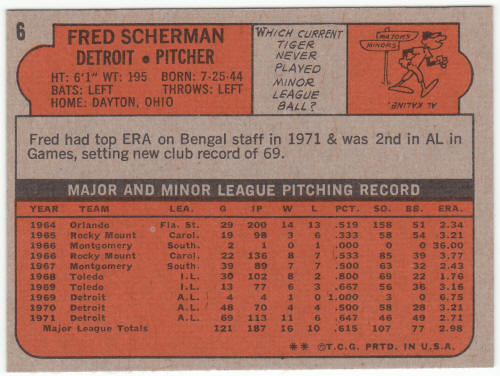 6
FRED SCHERMAN
DETROIT • PITCHER
HT: 6'1" WT: 195 BORN: 7-25-44
BATS: LEFT THROWS: LEFT
HOME: DAYTON, OHIO
WHICH CURRENT
TIGER
NEVER
PLAYED
MINOR
LEAGUE
BALL?
MAJORS
MINORS
AL KALINE.
Fred had top ERA on Bengal staff in 1971 & was 2nd in AL in
Games, setting new club record of 69.
MAJOR AND MINOR LEAGUE PITCHING RECORD
YEAR TEAM LEA. G IP W L PCT. SO. BB. ERA.
1964 Orlando Fla. St. 29 200 14 13 .519 158 51 2.34
1965 Rocky Mount Carol. 19 98 3 6 .333 58 54 3.21
1966 Montgomery South. 2 1 0 1 .000 0 0 36.00
1966 Rocky Mount Carol. 22 136 8 7 .533 85 39 3.77
1967 Montgomery South. 39 89 7 7 .500 63 32 2.43
1968 Toledo I.L. 30 102 8 2 .800 69 22 1.76
1969 Toledo I.L. 13 77 6 3 .667 36 19 3.16
1969 Detroit A.L. 4 4 1 0 1.000 3 0 6.75
1970 Detroit A.L. 48 70 4 4 .500 58 28 3.21
1971 Detroit A.L. 69 113 11 6 .647 46 49 2.71
Major League Totals 121 187 16 10 .615 107 77 2.98
** ©T.C.G. PRTD. IN U.S.A.